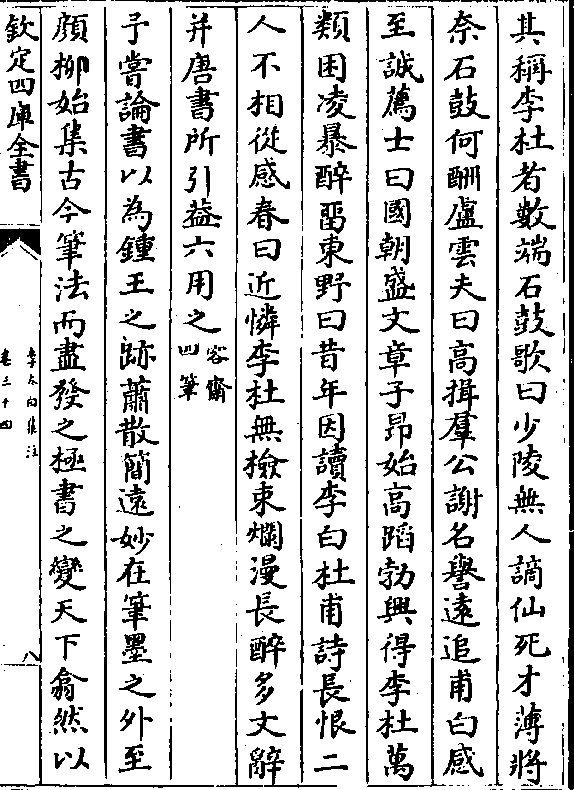 其稱李杜者數端石鼓歌曰少陵無人謫仙死才薄將
奈石鼓何酬盧雲夫曰高揖羣公謝名譽遠追甫白感
至誠薦士曰國朝盛文章子昂始高蹈勃興得李杜萬
類困凌暴醉留東野曰昔年因讀李白杜甫詩長恨二
人不相從感春曰近憐李杜無撿束爛漫長醉多文辭
并唐書所引葢六用之容齋四筆
予嘗論書以為鍾王之跡蕭散簡遠妙在筆墨之外至
顔栁始集古今筆法而盡發之極書之變天下翕然以
欽定四庫全書
李太白集注
卷三十四
八